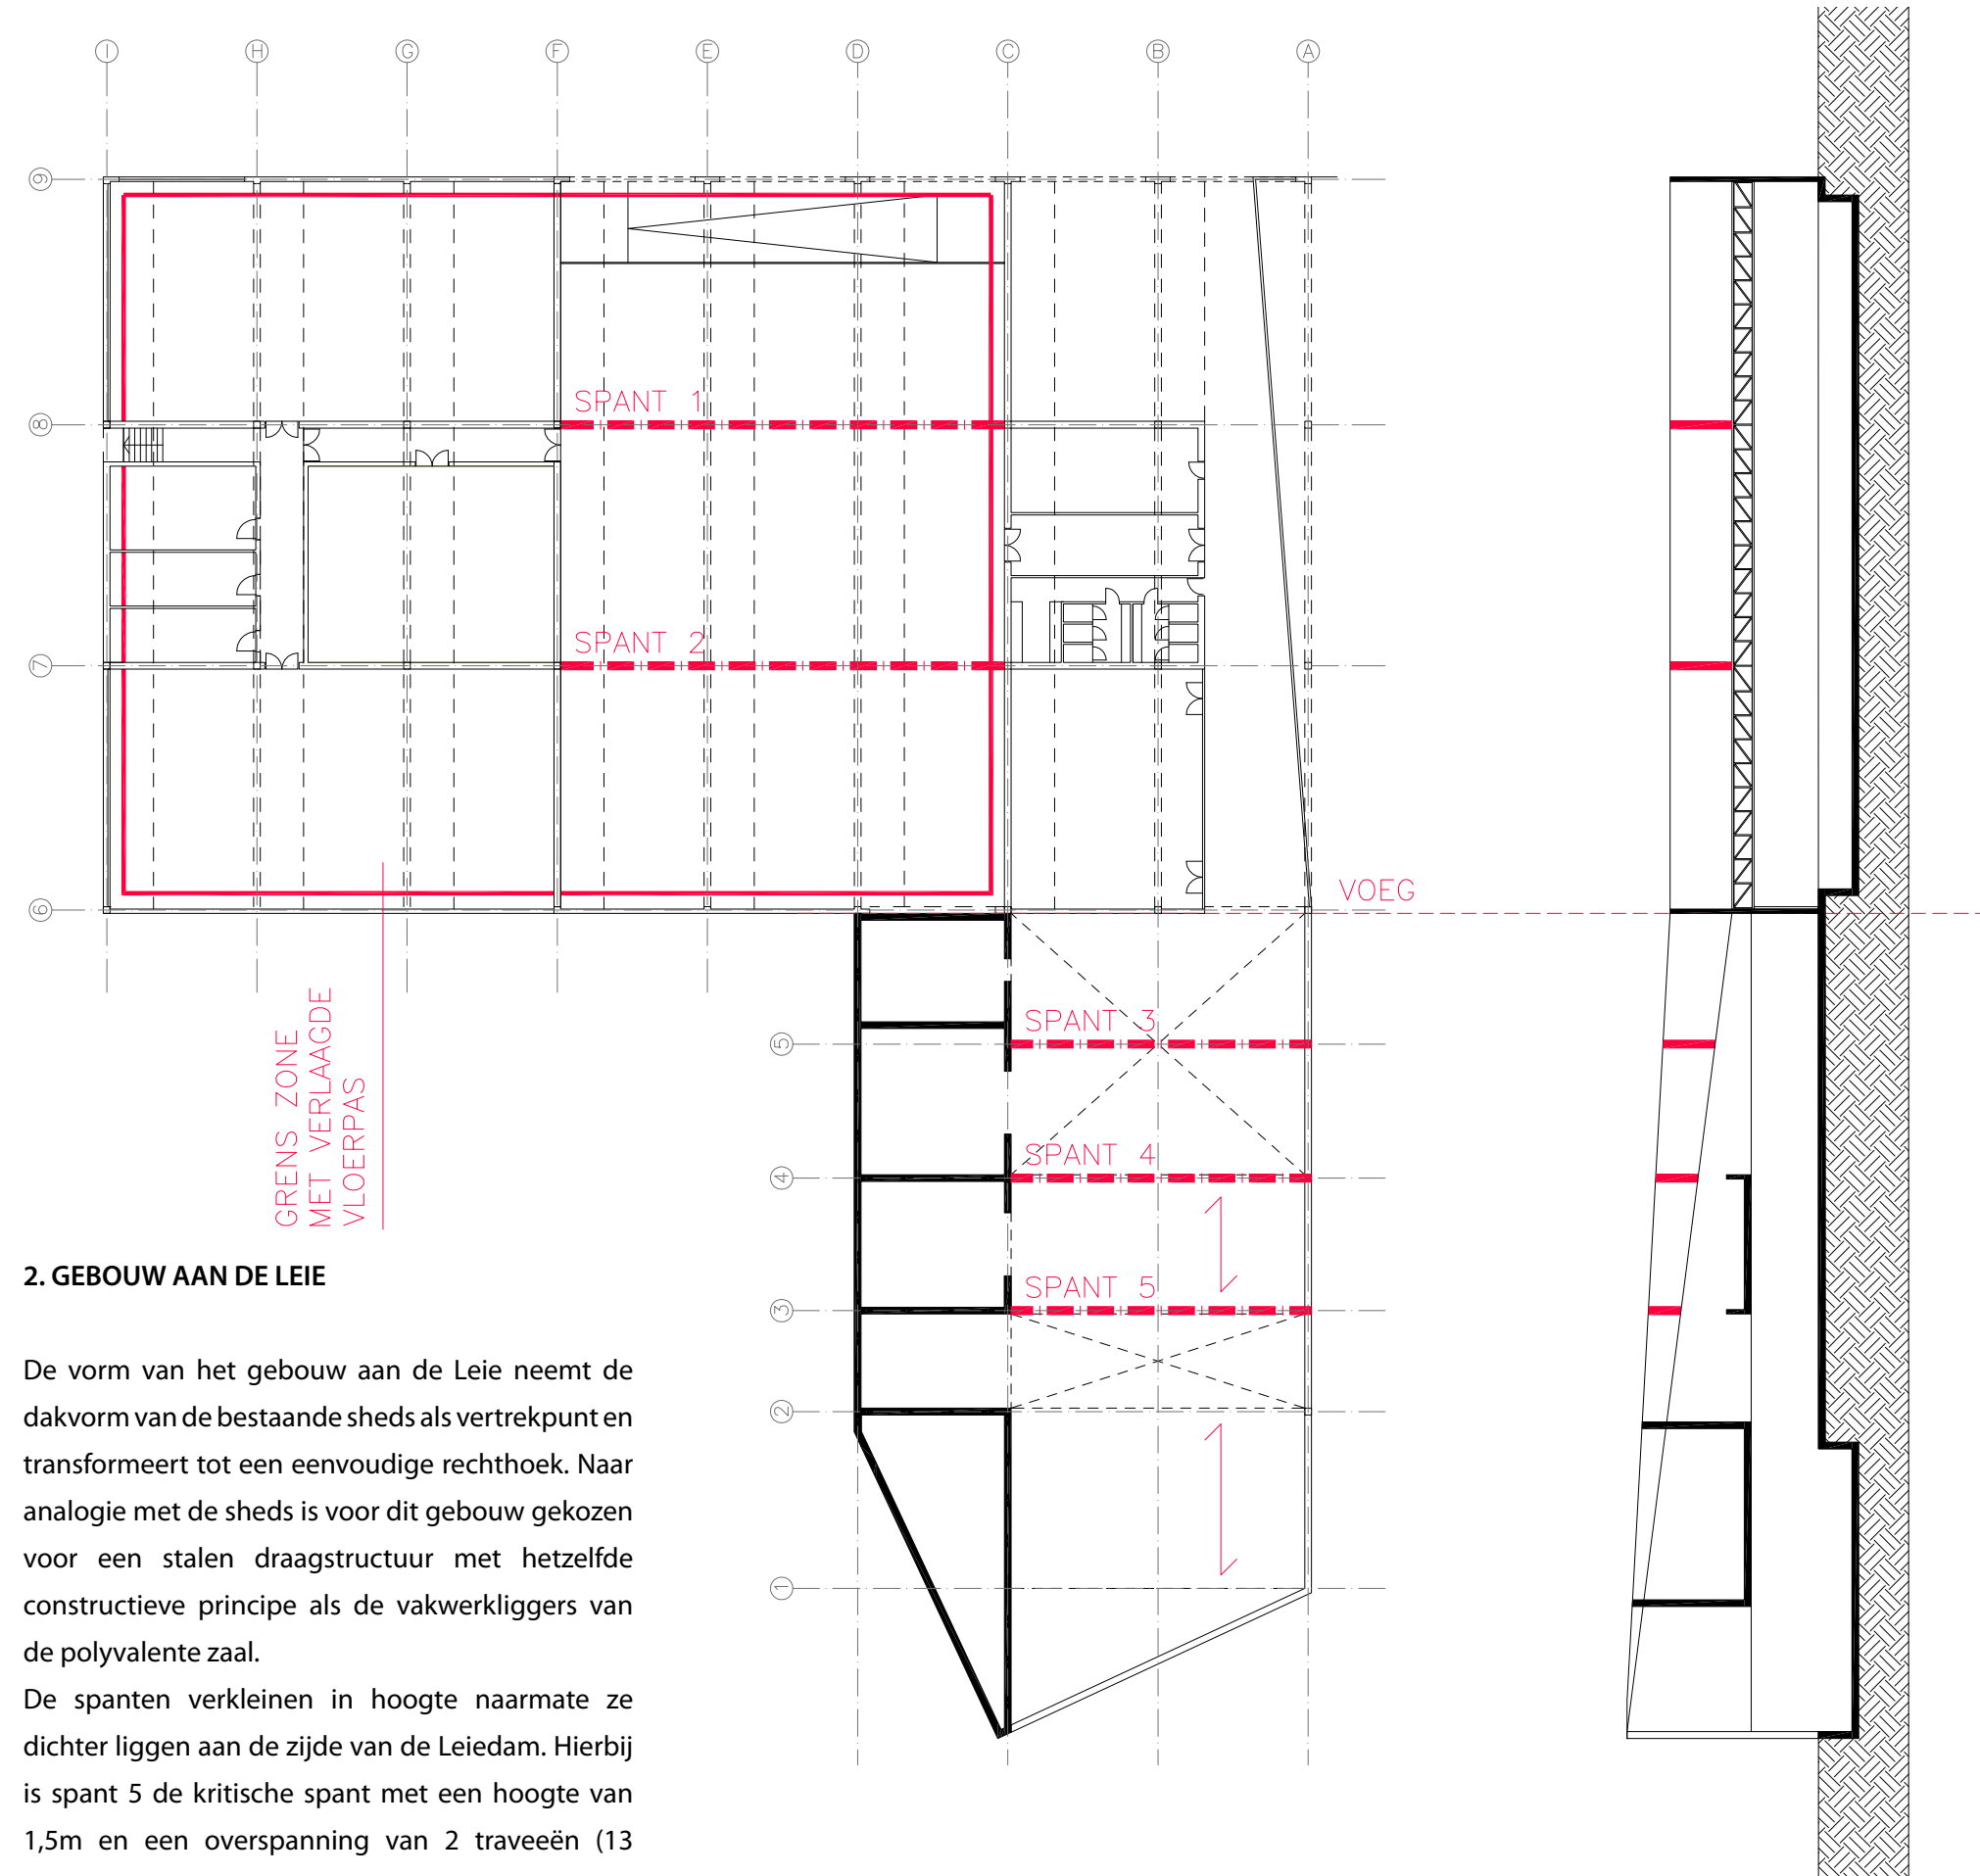 I H G F E D C B A
9
8
7
6
5
4
3
2
1
SPANT 1
SPANT 2
VOEG
SPANT 3
SPANT 4
SPANT 5
GRENS ZONE
MET VERLAAGDE
VLOERPAS
2. GEBOUW AAN DE LEIE
De vorm van het gebouw aan de Leie neemt de
dakvorm van de bestaande sheds als vertrekpunt en
transformeert tot een eenvoudige rechthoek. Naar
analogie met de sheds is voor dit gebouw gekozen
voor een stalen draagstructuur met hetzelfde
constructieve principe als de vakwerkliggers van
de polyvalente zaal.
De spanten verkleinen in hoogte naarmate ze
dichter liggen aan de zijde van de Leiedam. Hierbij
is spant 5 de kritische spant met een hoogte van
1,5m en een overspanning van 2 traveeën (13